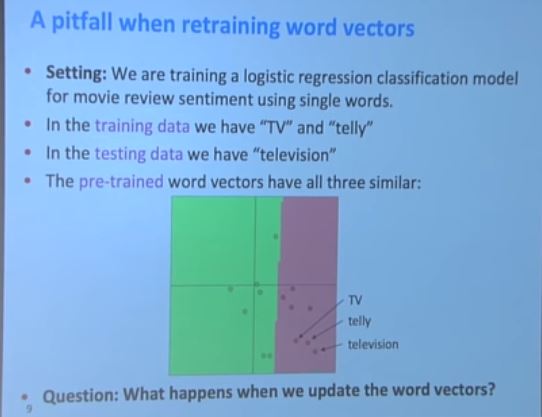 A pitfall when retraining word vectors
• Setting: We are training a logistic regression classification model
for movie review sentiment using single words.
• In the training data we have "TV" and "telly"
• In the testing data we have "television"
• The pre-trained word vectors have all three similar:
TV
telly
television
• Question: What happens when we update the word vectors?
9